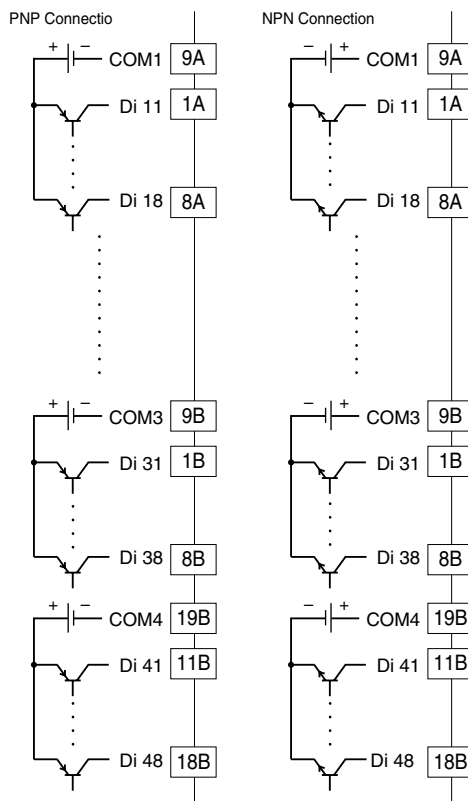 PNP Connectio
+ − COM1 9A
Di 11 1A
Di 18 8A
+ − COM3 9B
Di 31 1B
Di 38 8B
+ − COM4 19B
Di 41 11B
Di 48 18B
NPN Connection
− + COM1 9A
Di 11 1A
Di 18 8A
− + COM3 9B
Di 31 1B
Di 38 8B
− + COM4 19B
Di 41 11B
Di 48 18B